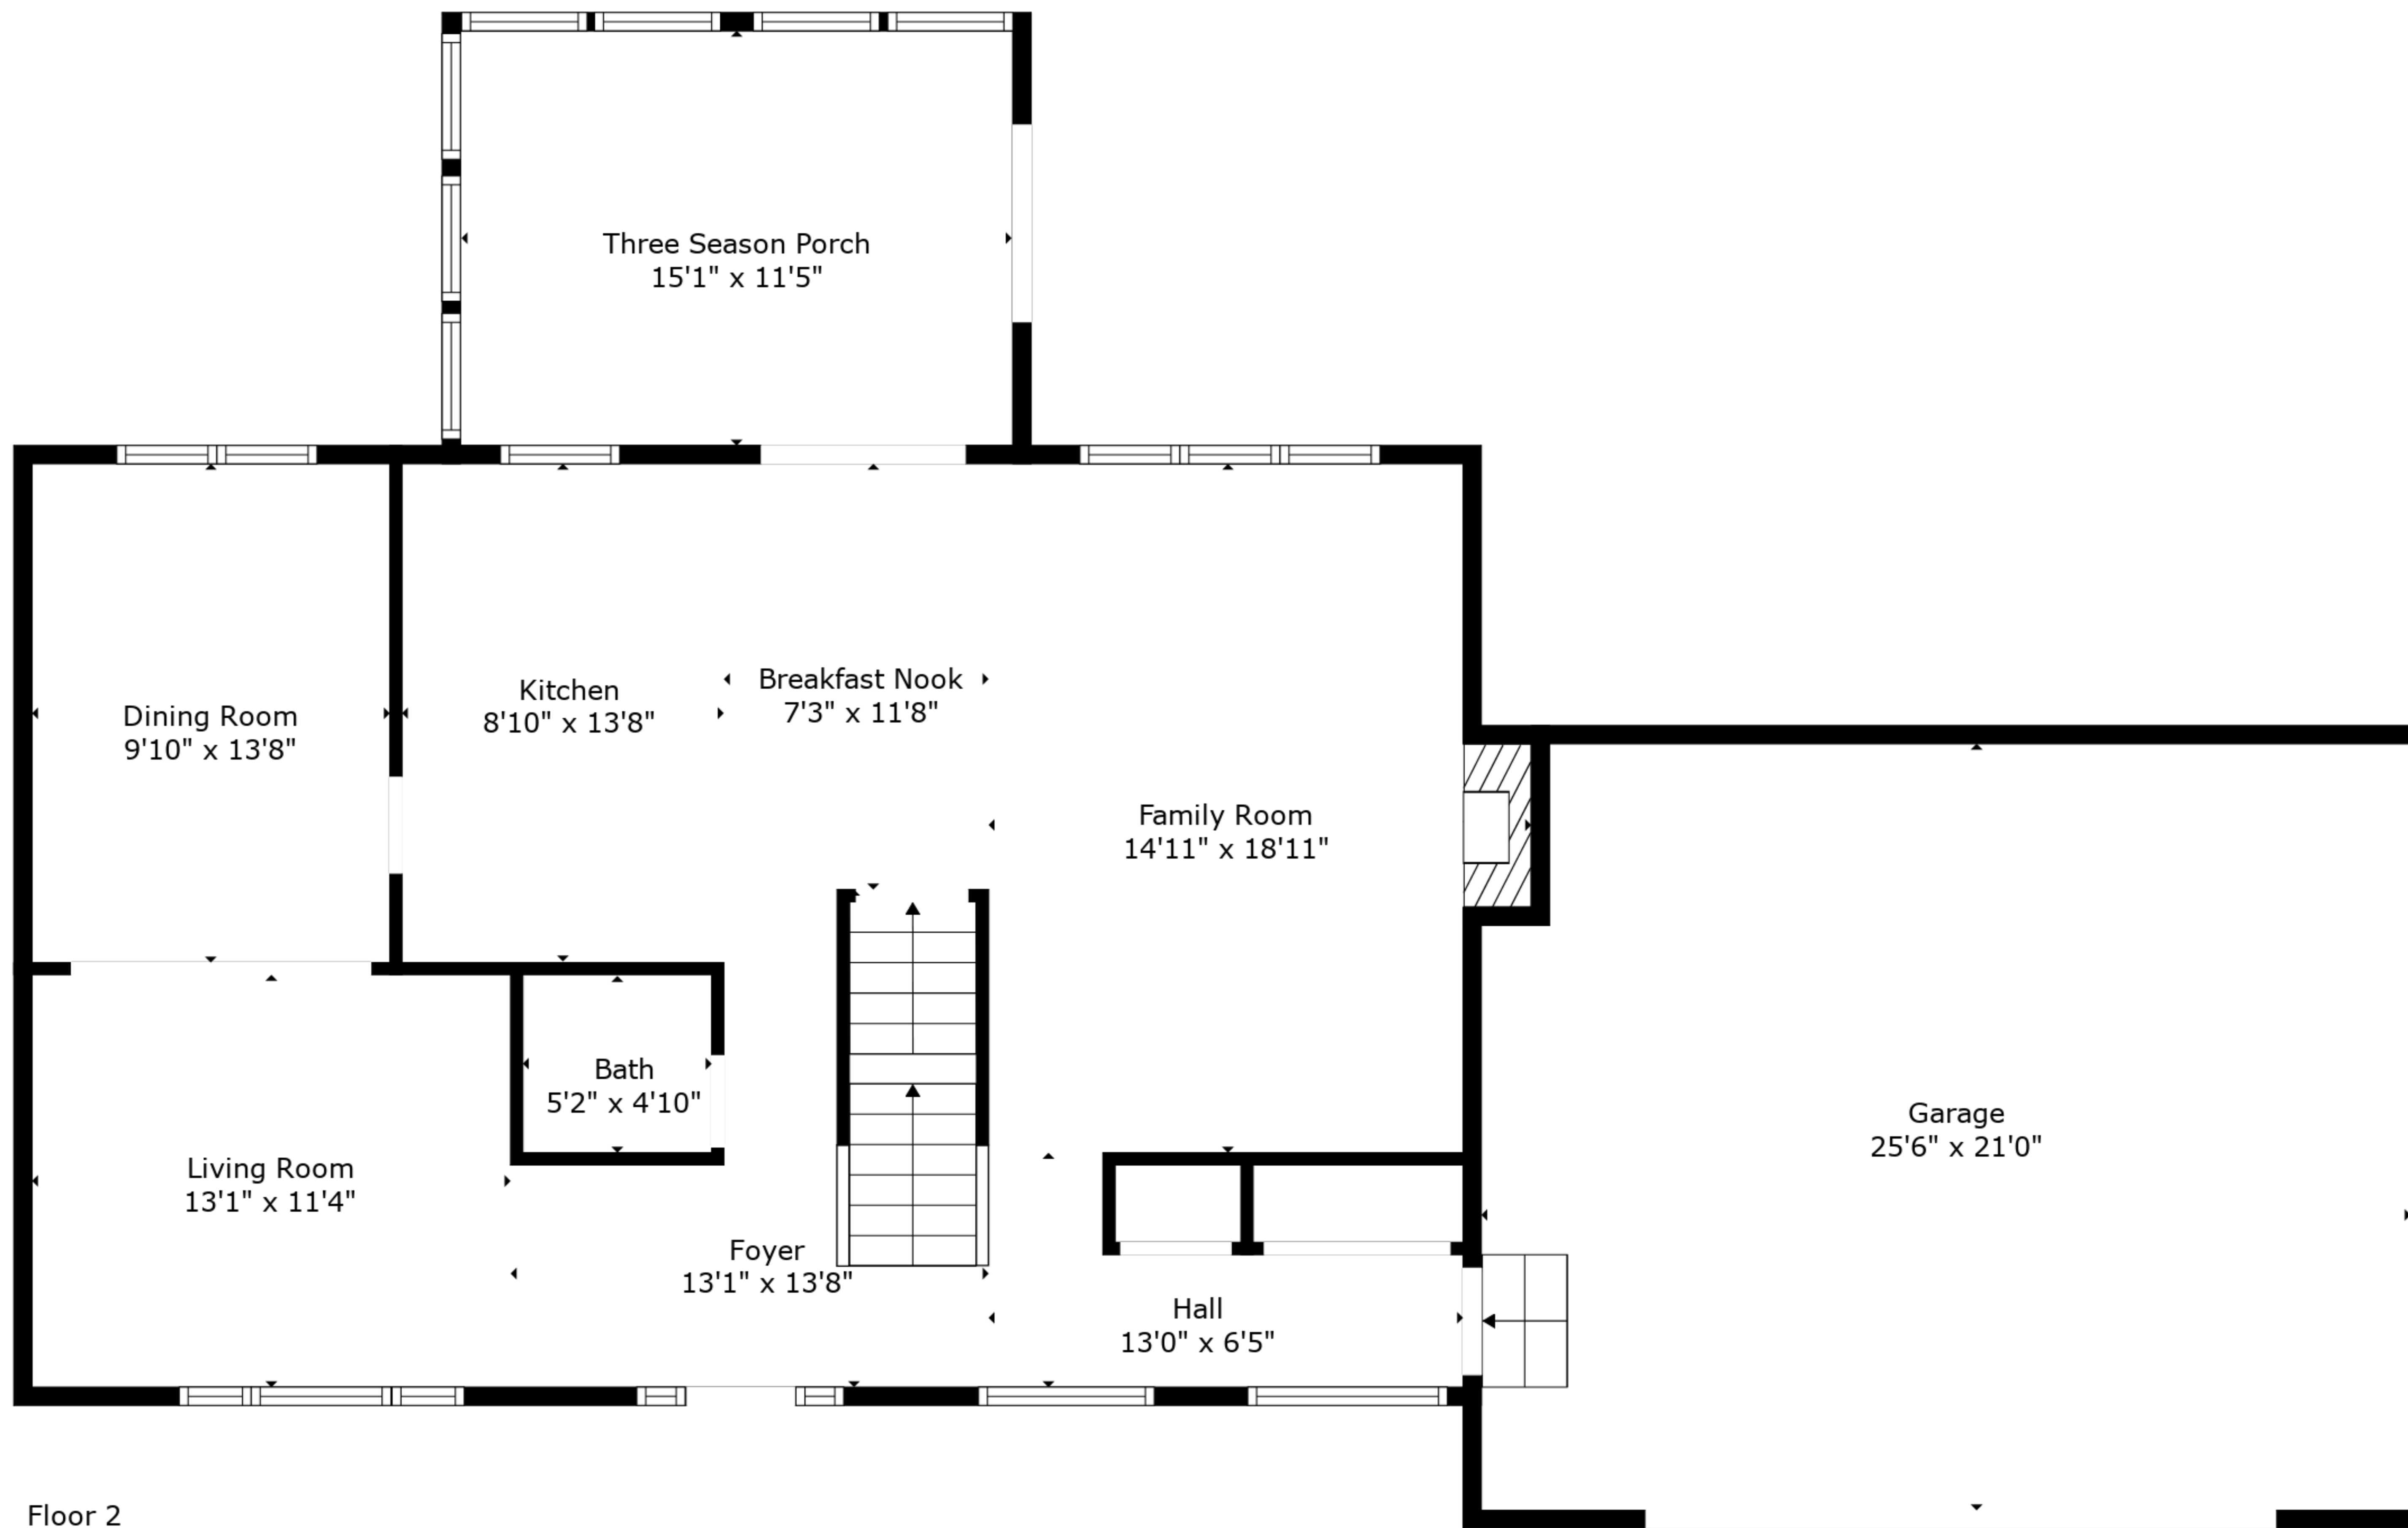 Three Season Porch
15'1" x 11'5"
Dining Room
9'10" x 13'8"
Kitchen
8'10" x 13'8"
Breakfast Nook
7'3" x 11'8"
Family Room
14'11" x 18'11"
Bath
5'2" x 4'10"
Living Room
13'1" x 11'4"
Foyer
13'1" x 13'8"
Hall
13'0" x 6'5"
Garage
25'6" x 21'0"
Floor 2